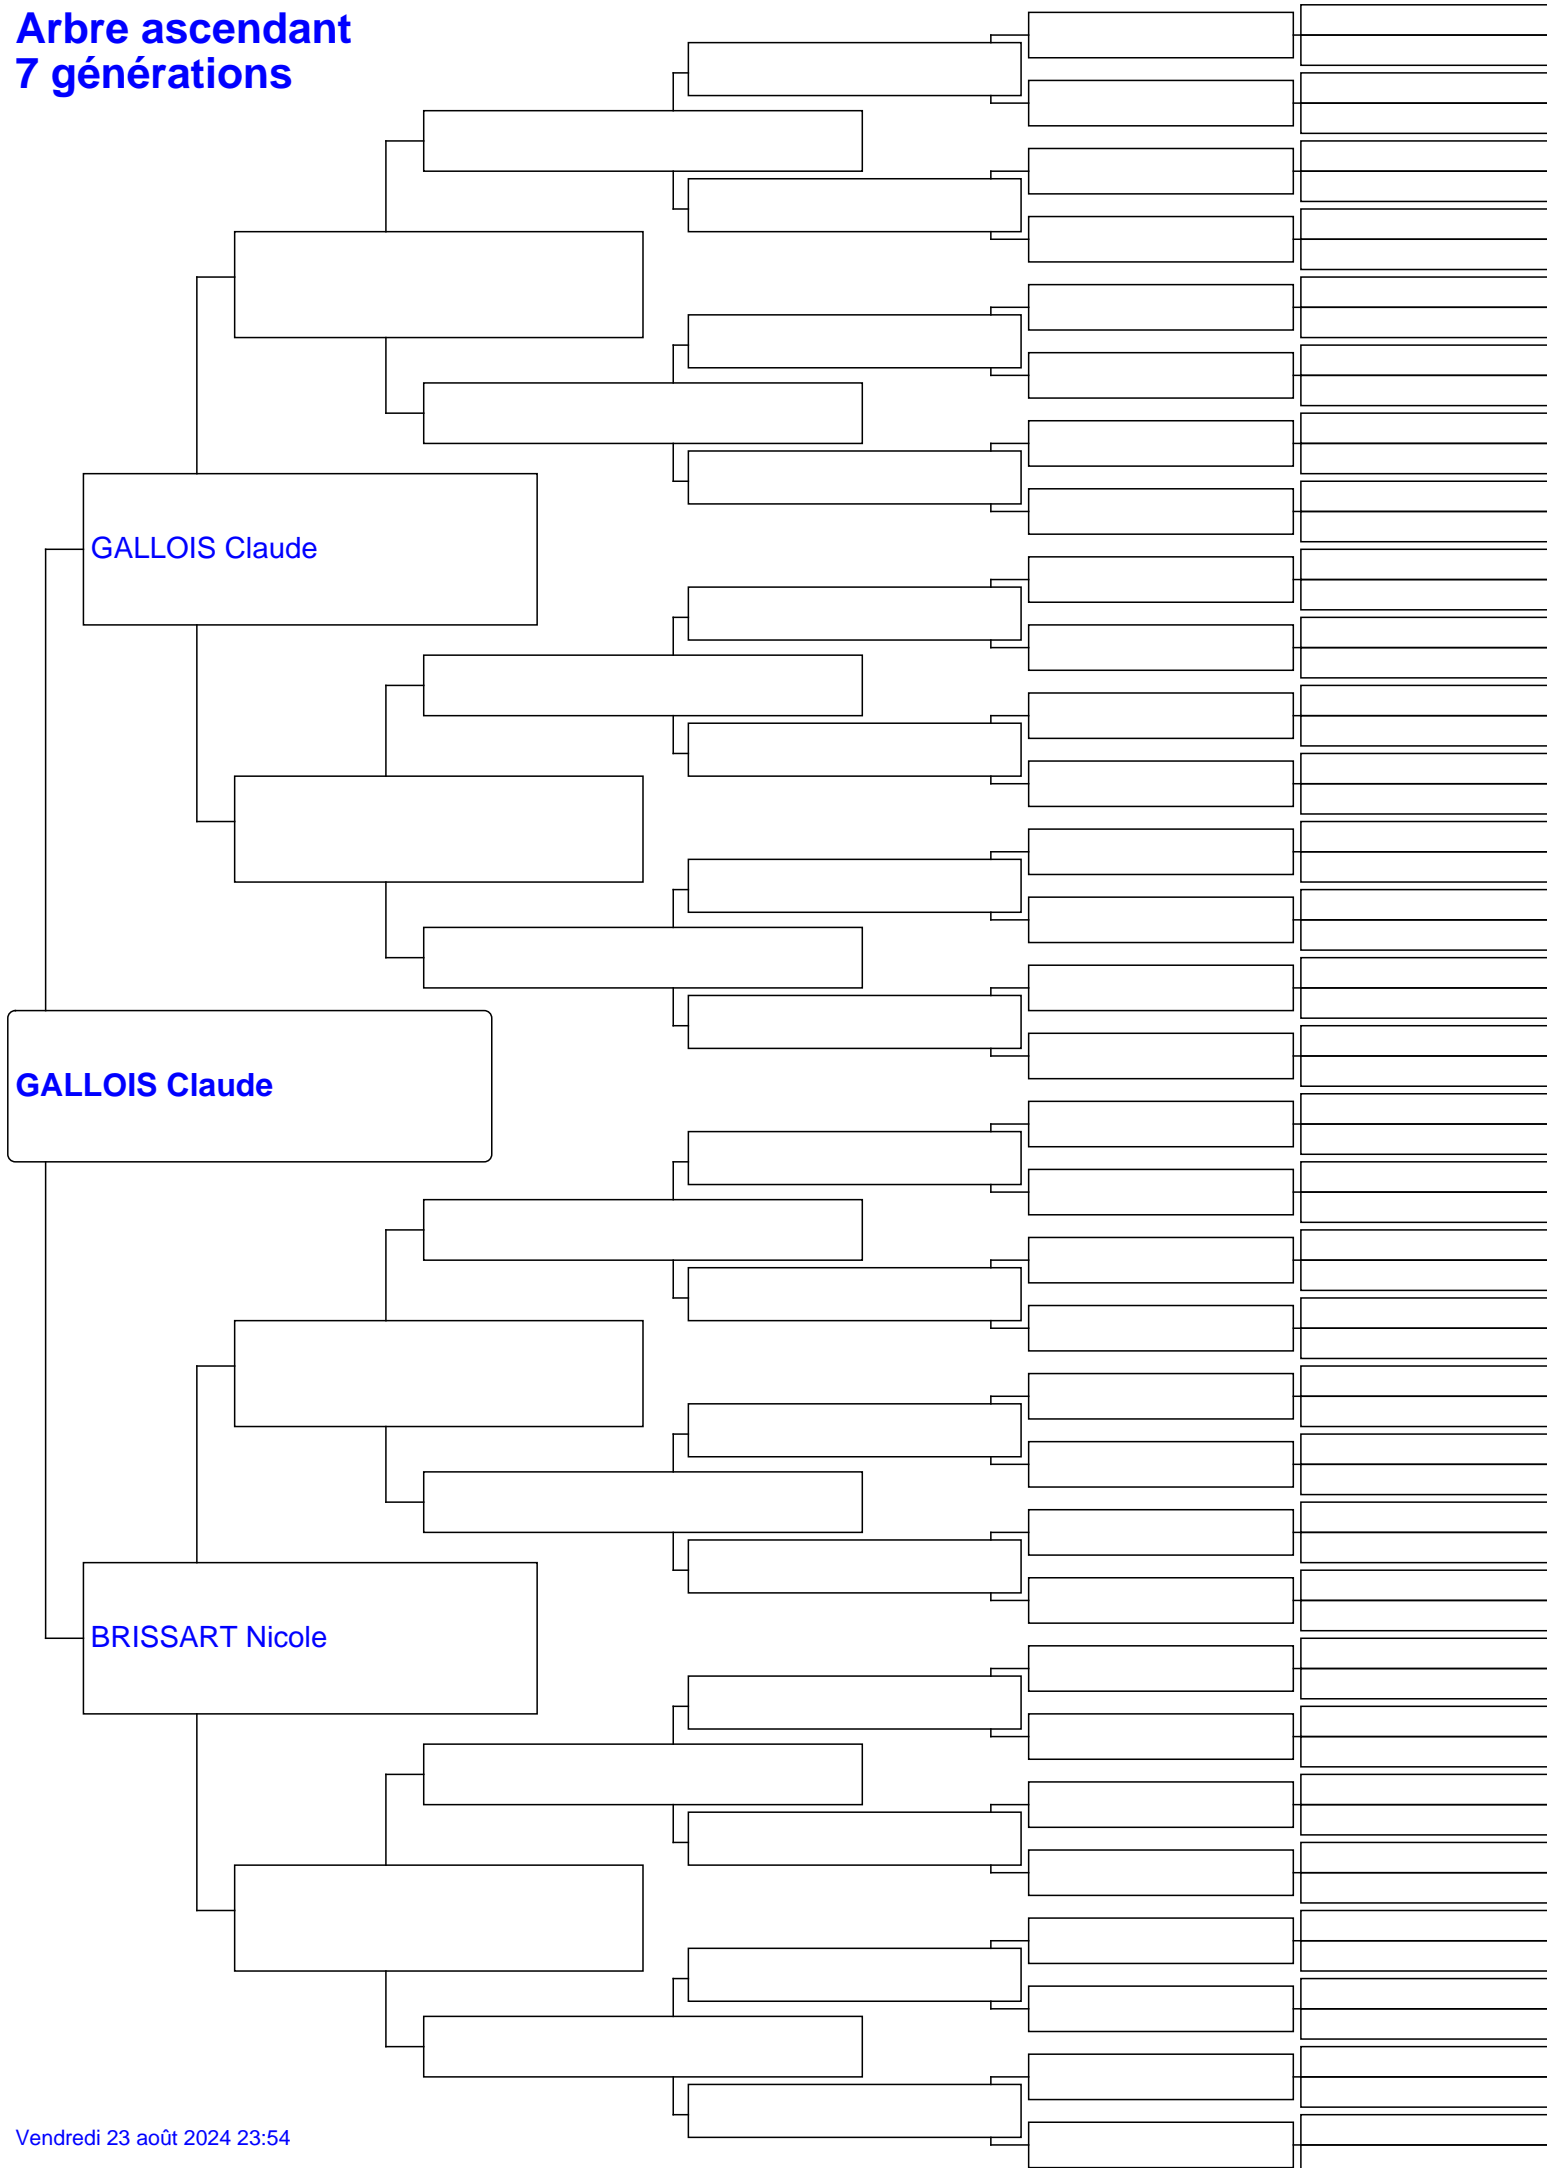 Arbre ascendant
7 générations
GALLOIS Claude
GALLOIS Claude
BRISSART Nicole
Vendredi 23 août 2024 23:54